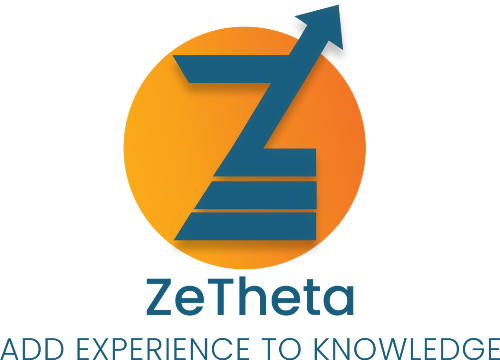 ZeTheta
ADD EXPERIENCE TO KNOWLEDGE